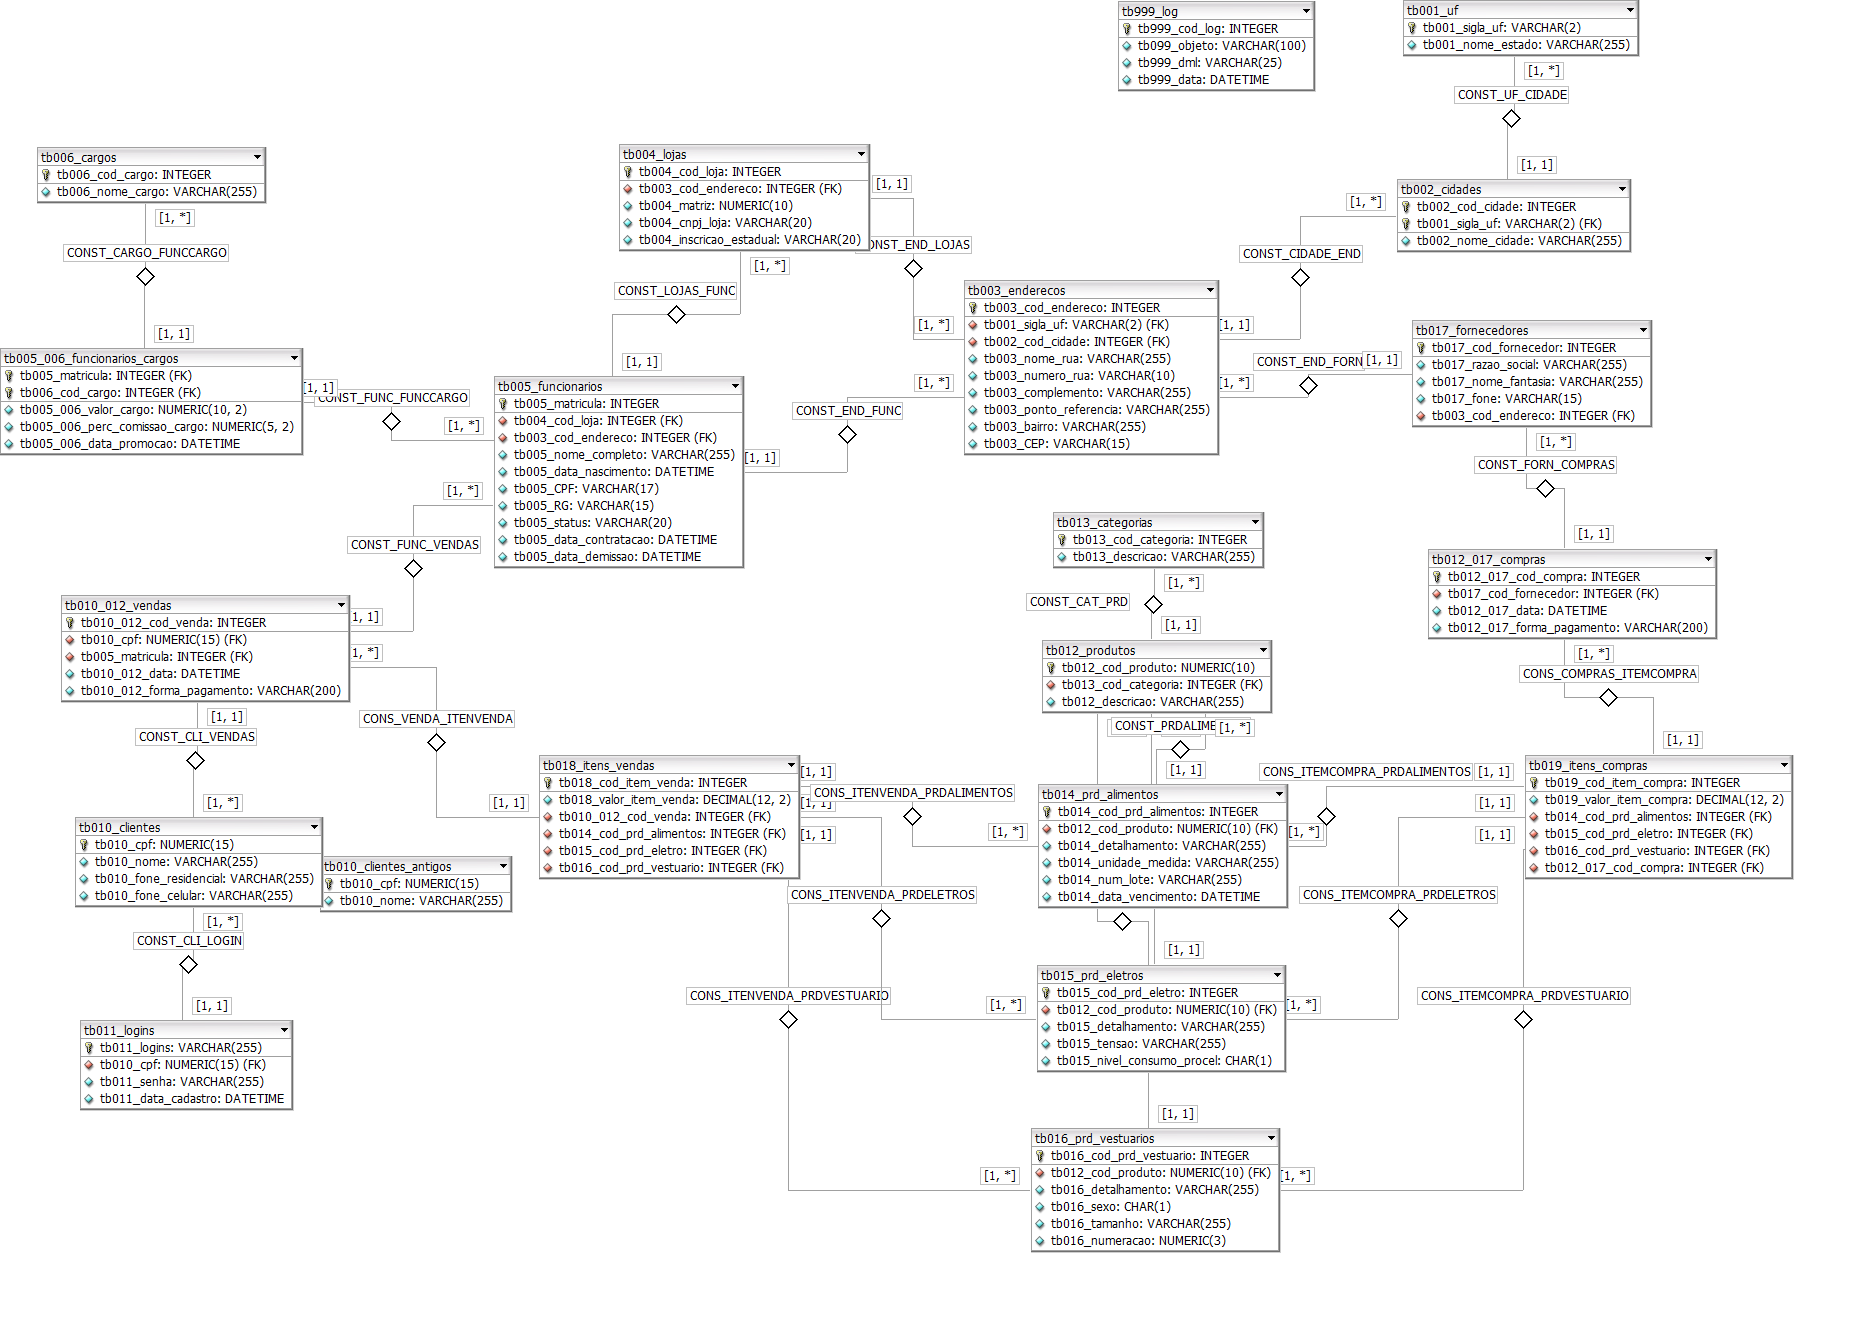 tb999_log
tb999_cod_log: INTEGER
tb099_objeto: VARCHAR(100)
tb999_dml: VARCHAR(25)
tb999_data: DATETIME
tb001_uf
tb001_sigla_uf: VARCHAR(2)
tb001_nome_estado: VARCHAR(255)
[1, *]
CONST_UF_CIDADE
[1, 1]
tb006_cargos
tb006_cod_cargo: INTEGER
tb006_nome_cargo: VARCHAR(255)
[1, *]
CONST_CARGO_FUNCCARGO
[1, 1]
tb004_lojas
tb004_cod_loja: INTEGER
tb003_cod_endereco: INTEGER (FK)
tb004_matriz: NUMERIC(10)
tb004_cnpj_loja: VARCHAR(20)
tb004_inscricao_estadual: VARCHAR(20)
[1, 1]
ONST_END_LOJAS
[1, *]
[1, *]
CONST_LOJAS_FUNC
[1, 1]
tb002_cidades
tb002_cod_cidade: INTEGER
tb001_sigla_uf: VARCHAR(2) (FK)
tb002_nome_cidade: VARCHAR(255)
[1, *]
CONST_CIDADE_END
[1, 1]
tb003_enderecos
tb003_cod_endereco: INTEGER
tb001_sigla_uf: VARCHAR(2) (FK)
tb002_cod_cidade: INTEGER (FK)
tb003_nome_rua: VARCHAR(255)
tb003_numero_rua: VARCHAR(10)
tb003_complemento: VARCHAR(255)
tb003_ponto_referencia: VARCHAR(255)
tb003_bairro: VARCHAR(255)
tb003_CEP: VARCHAR(15)
[1, *]
CONST_END_FORN
[1, 1]
tb017_fornecedores
tb017_cod_fornecedor: INTEGER
tb017_razao_social: VARCHAR(255)
tb017_nome_fantasia: VARCHAR(255)
tb017_fone: VARCHAR(15)
tb003_cod_endereco: INTEGER (FK)
[1, *]
CONST_FORN_COMPRAS
[1, 1]
tb005_006_funcionarios_cargos
tb005_matricula: INTEGER (FK)
tb006_cod_cargo: INTEGER (FK)
tb005_006_valor_cargo: NUMERIC(10, 2)
tb005_006_perc_comissao_cargo: NUMERIC(5, 2)
tb005_006_data_promocao: DATETIME
[1, 1]
CONST_FUNC_FUNCCARGO
[1, *]
tb005_funcionarios
tb005_matricula: INTEGER
tb004_cod_loja: INTEGER (FK)
tb003_cod_endereco: INTEGER (FK)
tb005_nome_completo: VARCHAR(255)
tb005_data_nascimento: DATETIME
tb005_CPF: VARCHAR(17)
tb005_RG: VARCHAR(15)
tb005_status: VARCHAR(20)
tb005_data_contratacao: DATETIME
tb005_data_demissao: DATETIME
[1, *]
CONST_END_FUNC
[1, 1]
[1, *]
CONST_FUNC_VENDAS
1, 1]
tb010_012_vendas
tb010_012_cod_venda: INTEGER
tb010_cpf: NUMERIC(15) (FK)
tb005_matricula: INTEGER (FK)
tb010_012_data: DATETIME
tb010_012_forma_pagamento: VARCHAR(200)
1, *]
CONS_VENDA_ITENVENDA
[1, 1]
[1, 1]
CONST_CLI_VENDAS
[1, *]
tb013_categorias
tb013_cod_categoria: INTEGER
tb013_descricao: VARCHAR(255)
[1, *]
CONST_CAT_PRD
[1, 1]
tb012_produtos
tb012_cod_produto: NUMERIC(10)
tb013_cod_categoria: INTEGER (FK)
tb012_descricao: VARCHAR(255)
CONST_PRDALIME
[1, *]
[1, 1]
tb012_017_compras
tb012_017_cod_compra: INTEGER
tb017_cod_fornecedor: INTEGER (FK)
tb012_017_data: DATETIME
tb012_017_forma_pagamento: VARCHAR(200)
[1, *]
CONS_COMPRAS_ITEMCOMPRA
[1, 1]
tb010_clientes
tb010_cpf: NUMERIC(15)
tb010_nome: VARCHAR(255)
tb010_fone_residencial: VARCHAR(255)
tb010_fone_celular: VARCHAR(255)
tb010_clientes_antigos
tb010_cpf: NUMERIC(15)
tb010_nome: VARCHAR(255)
[1, *]
CONST_CLI_LOGIN
[1, 1]
tb011_logins
tb011_logins: VARCHAR(255)
tb010_cpf: NUMERIC(15) (FK)
tb011_senha: VARCHAR(255)
tb011_data_cadastro: DATETIME
tb018_itens_vendas
tb018_cod_item_venda: INTEGER
tb018_valor_item_venda: DECIMAL(12, 2)
tb010_012_cod_venda: INTEGER (FK)
tb014_cod_prd_alimentos: INTEGER (FK)
tb015_cod_prd_eletro: INTEGER (FK)
tb016_cod_prd_vestuario: INTEGER (FK)
[1, 1]
CONS_ITENVENDA_PRDALIMENTOS
[1, 1]
[1, *]
[1, 1]
CONS_ITENVENDA_PRDELETROS
[1, *]
CONS_ITENVENDA_PRDVESTUARIO
[1, *]
tb014_prd_alimentos
tb014_cod_prd_alimentos: INTEGER
tb012_cod_produto: NUMERIC(10) (FK)
tb014_detalhamento: VARCHAR(255)
tb014_unidade_medida: VARCHAR(255)
tb014_num_lote: VARCHAR(255)
tb014_data_vencimento: DATETIME
[1, 1]
tb015_prd_eletros
tb015_cod_prd_eletro: INTEGER
tb012_cod_produto: NUMERIC(10) (FK)
tb015_detalhamento: VARCHAR(255)
tb015_tensao: VARCHAR(255)
tb015_nivel_consumo_procel: CHAR(1)
[1, 1]
tb016_prd_vestuarios
tb016_cod_prd_vestuario: INTEGER
tb012_cod_produto: NUMERIC(10) (FK)
tb016_detalhamento: VARCHAR(255)
tb016_sexo: CHAR(1)
tb016_tamanho: VARCHAR(255)
tb016_numeracao: NUMERIC(3)
CONS_ITEMCOMPRA_PRDALIMENTOS
[1, 1]
[1, *]
[1, 1]
[1, 1]
CONS_ITEMCOMPRA_PRDELETROS
[1, *]
CONS_ITEMCOMPRA_PRDVESTUARIO
[1, *]
tb019_itens_compras
tb019_cod_item_compra: INTEGER
tb019_valor_item_compra: DECIMAL(12, 2)
tb014_cod_prd_alimentos: INTEGER (FK)
tb015_cod_prd_eletro: INTEGER (FK)
tb016_cod_prd_vestuario: INTEGER (FK)
tb012_017_cod_compra: INTEGER (FK)